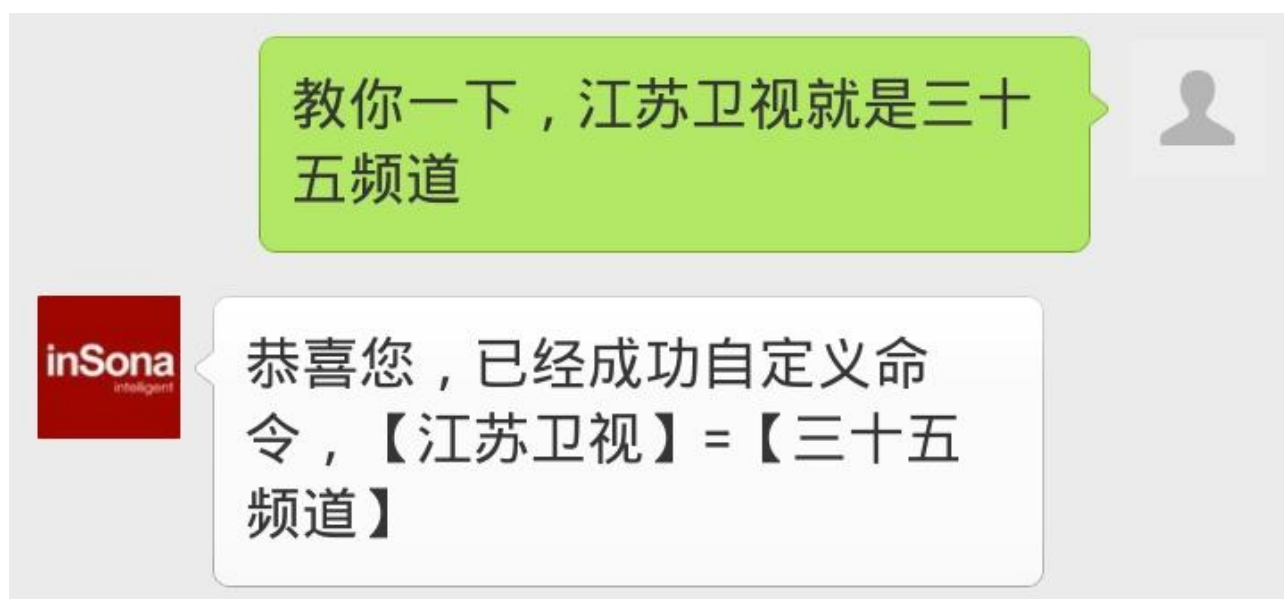 教你一下，江苏卫视就是三十
五频道
inSona
intelligent
恭喜您，已经成功自定义命
令，【江苏卫视】=【三十五
频道】